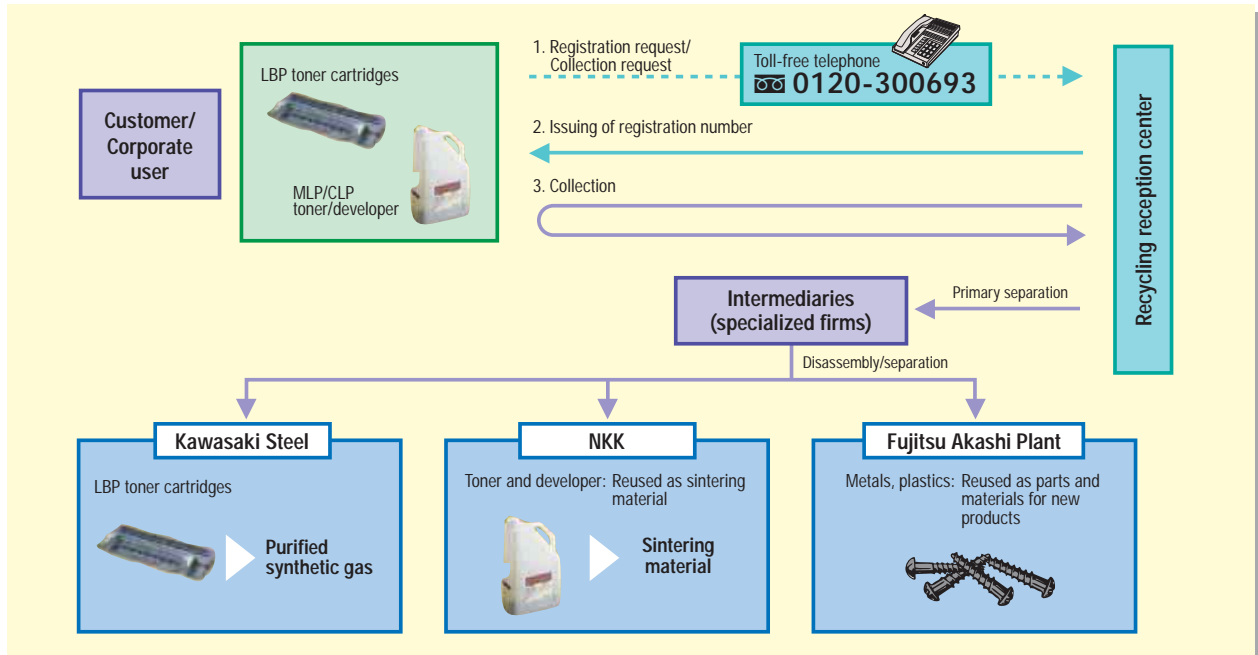 LBP toner cartridges
Customer/
Corporate
user
MLP/CLP
toner/developer
1. Registration request/
Collection request
Toll-free telephone
0120-300693
2. Issuing of registration number
3. Collection
Recycling reception center
Primary separation
Intermediaries
(specialized firms)
Disassembly/separation
Kawasaki Steel
LBP toner cartridges
Purified
synthetic gas
NKK
Toner and developer: Reused as sintering
material
Sintering
material
Fujitsu Akashi Plant
Metals, plastics: Reused as parts and
materials for new
products